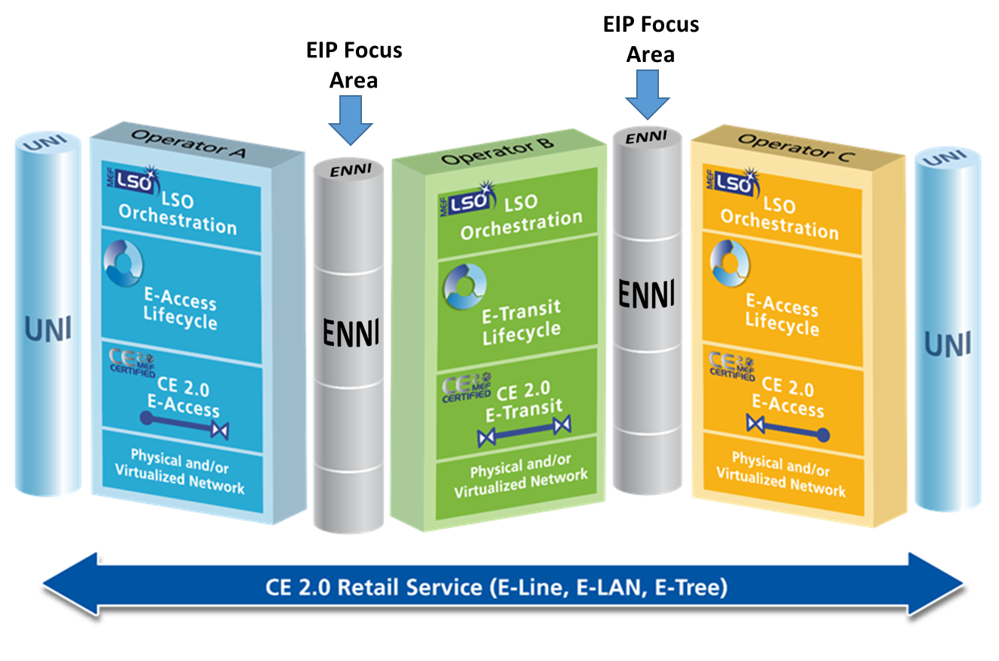 EIP Focus
Area
EIP Focus
Area
UNI
UNI
Operator A
MEF LSO
LSO
Orchestration
E-Access
Lifecycle
CE 2.0
MEF
CERTIFIED
CE 2.0
E-Access
Physical and/or
Virtualized Network
ENNI
ENNI
Operator B
MEF LSO
LSO
Orchestration
E-Transit
Lifecycle
CE 2.0
MEF
CERTIFIED
CE 2.0
E-Transit
Physical and/or
Virtualized Network
ENNI
ENNI
Operator C
MEF LSO
LSO
Orchestration
E-Access
Lifecycle
CE 2.0
MEF
CERTIFIED
CE 2.0
E-Access
Physical and/or
Virtualized Network
UNI
UNI
CE 2.0 Retail Service (E-Line, E-LAN, E-Tree)